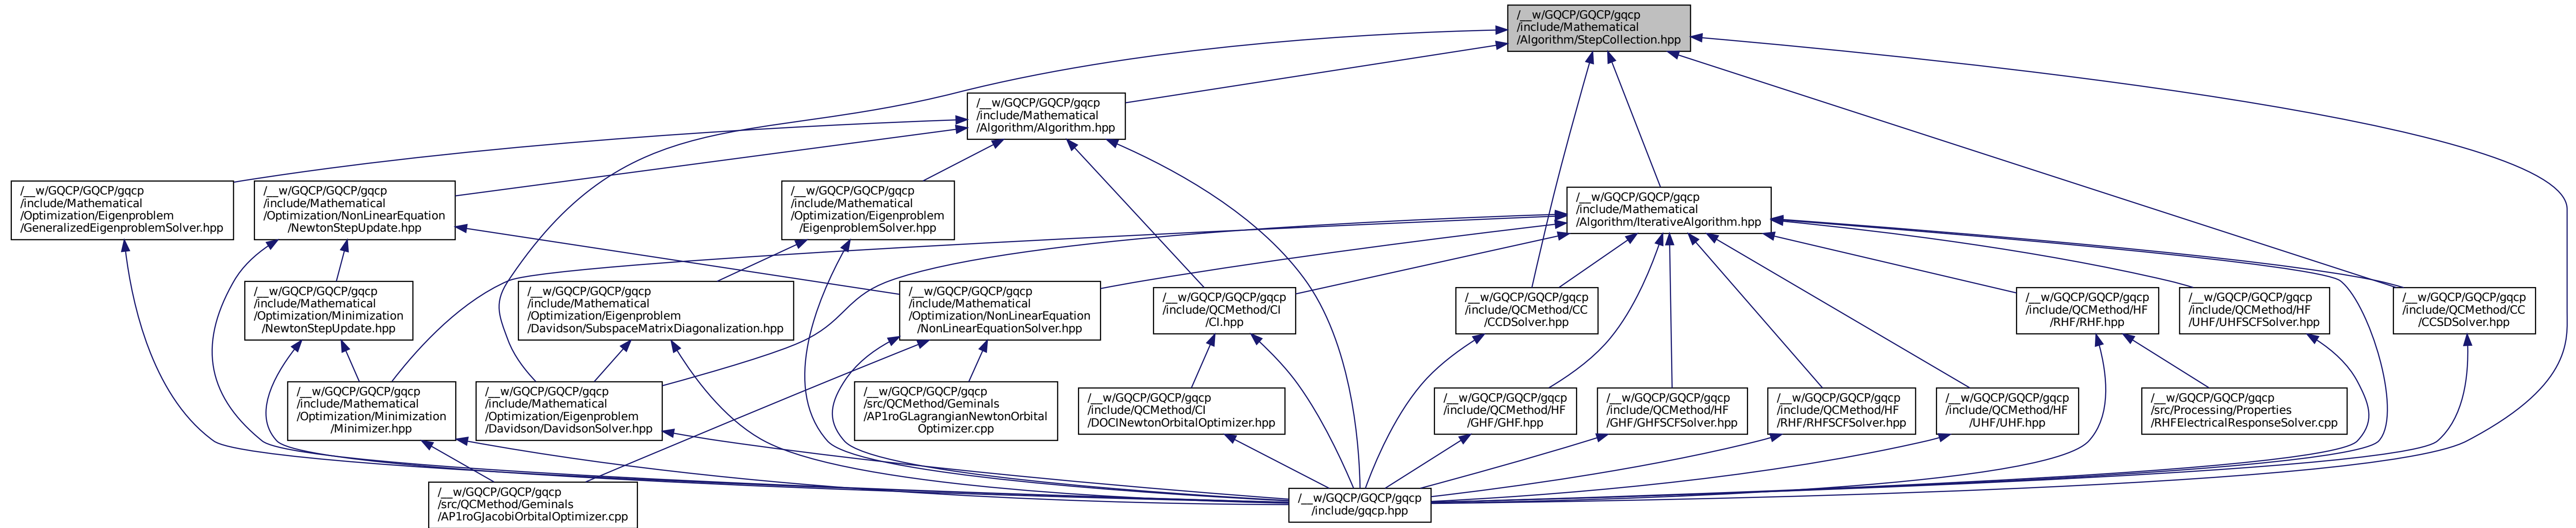 /__w/GQCP/GQCP/gqcp
/include/Mathematical
/Algorithm/StepCollection.hpp
/__w/GQCP/GQCP/gqcp
/include/Mathematical
/Algorithm/Algorithm.hpp
/__w/GQCP/GQCP/gqcp
/include/Mathematical
/Optimization/Eigenproblem
/GeneralizedEigenproblemSolver.hpp
/__w/GQCP/GQCP/gqcp
/include/Mathematical
/Optimization/NonLinearEquation
/NewtonStepUpdate.hpp
/__w/GQCP/GQCP/gqcp
/include/Mathematical
/Optimization/Eigenproblem
/EigenproblemSolver.hpp
/__w/GQCP/GQCP/gqcp
/include/Mathematical
/Algorithm/IterativeAlgorithm.hpp
/__w/GQCP/GQCP/gqcp
/include/Mathematical
/Optimization/Minimization
/NewtonStepUpdate.hpp
/__w/GQCP/GQCP/gqcp
/include/Mathematical
/Optimization/Eigenproblem
/Davidson/SubspaceMatrixDiagonalization.hpp
/__w/GQCP/GQCP/gqcp
/include/Mathematical
/Optimization/NonLinearEquation
/NonLinearEquationSolver.hpp
/__w/GQCP/GQCP/gqcp
/include/QCMethod/CI
/CI.hpp
/__w/GQCP/GQCP/gqcp
/include/QCMethod/CC
/CCDSolver.hpp
/__w/GQCP/GQCP/gqcp
/include/QCMethod/HF
/RHF/RHF.hpp
/__w/GQCP/GQCP/gqcp
/include/QCMethod/HF
/UHF/UHFSCFSolver.hpp
/__w/GQCP/GQCP/gqcp
/include/QCMethod/CC
/CCSDSolver.hpp
/__w/GQCP/GQCP/gqcp
/include/Mathematical
/Optimization/Minimization
/Minimizer.hpp
/__w/GQCP/GQCP/gqcp
/include/Mathematical
/Optimization/Eigenproblem
/Davidson/DavidsonSolver.hpp
/__w/GQCP/GQCP/gqcp
/src/QCMethod/Geminals
/AP1roGLagrangianNewtonOrbital
Optimizer.cpp
/__w/GQCP/GQCP/gqcp
/include/QCMethod/CI
/DOCINewtonOrbitalOptimizer.hpp
/__w/GQCP/GQCP/gqcp
/include/QCMethod/HF
/GHF/GHF.hpp
/__w/GQCP/GQCP/gqcp
/include/QCMethod/HF
/GHF/GHFSCFSolver.hpp
/__w/GQCP/GQCP/gqcp
/include/QCMethod/HF
/RHF/RHFSCFSolver.hpp
/__w/GQCP/GQCP/gqcp
/include/QCMethod/HF
/UHF/UHF.hpp
/__w/GQCP/GQCP/gqcp
/src/Processing/Properties
/RHFElectricalResponseSolver.cpp
/__w/GQCP/GQCP/gqcp
/src/QCMethod/Geminals
/AP1roGJacobiOrbitalOptimizer.cpp
/__w/GQCP/GQCP/gqcp
/include/gqcp.hpp